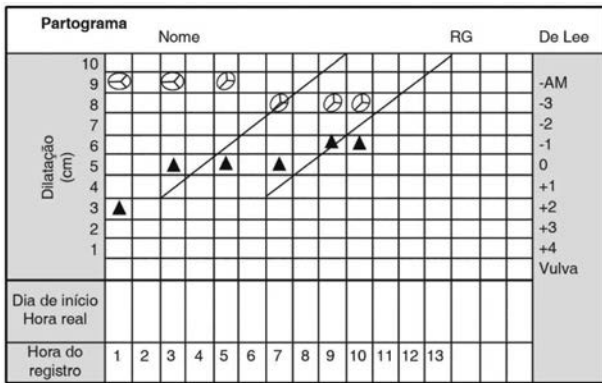 Partograma
Nome RG De Lee
Dilatação
(cm)
10
9 -AM
8 -3
7 -2
6 -1
5 0
4 +1
3 +2
2 +3
1 +4
Vulva
Dia de início
Hora real
Hora do
registro
1 2 3 4 5 6 7 8 9 10 11 12 13